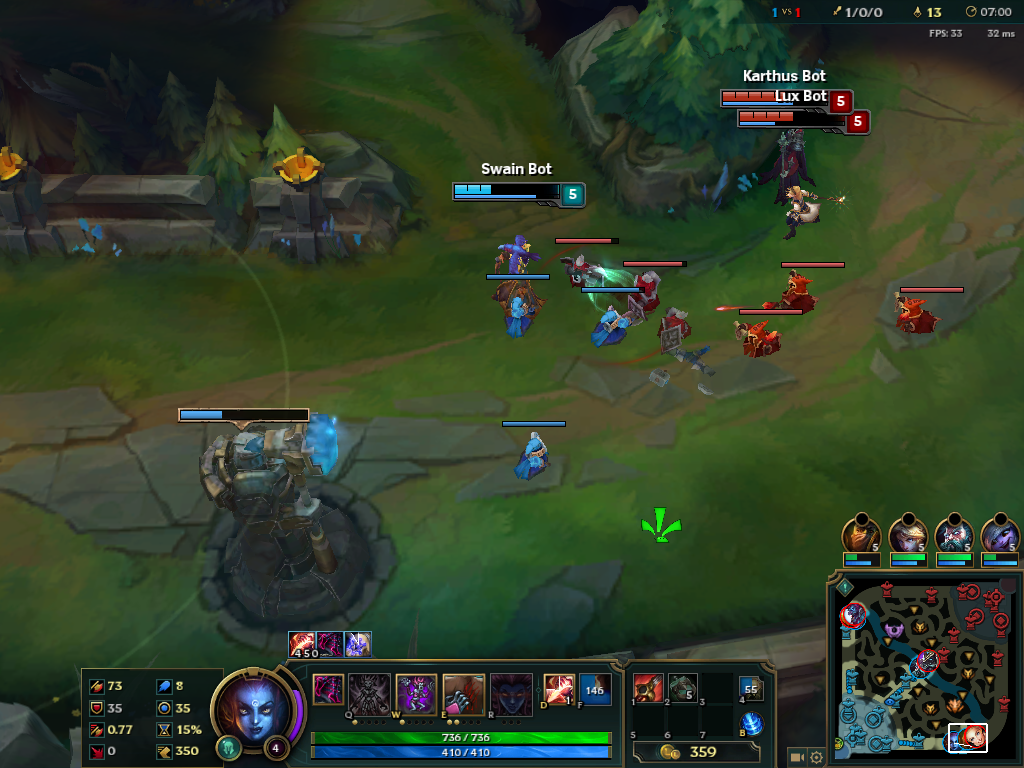 1 vs 1 1/0/0 13 07:00
FPS: 33 32 ms
Karthus Bot
5
Lux Bot
5
Swain Bot
5
5 5 5 5
450
73 8
35 35
0.77 15%
0 350
4
Q W E R D 1 F 146
736 / 736
410 / 410
1 2 5 3 4 55
5 6 7 B
359